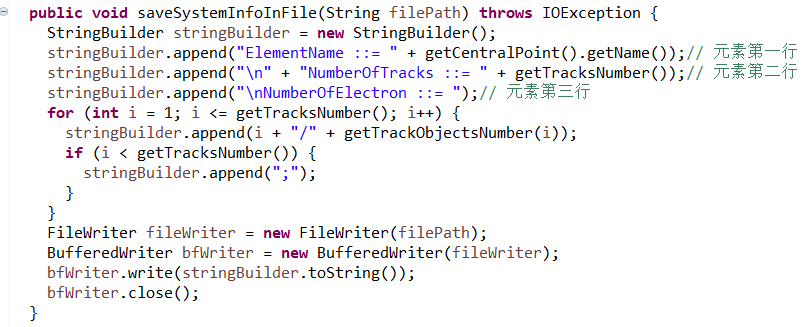 public void saveSystemInfoInFile(String filePath) throws IOException {
StringBuilder stringBuilder = new StringBuilder();
stringBuilder.append("ElementName ::= " + getCentralPoint().getName());// 元素第一行
stringBuilder.append("\n" + "NumberOfTracks ::= " + getTracksNumber());// 元素第二行
stringBuilder.append("\nNumberOfElectron ::= ");// 元素第三行
for (int i = 1; i <= getTracksNumber(); i++) {
stringBuilder.append(i + "/" + getTrackObjectsNumber(i));
if (i < getTracksNumber()) {
stringBuilder.append(";");
}
}
FileWriter fileWriter = new FileWriter(filePath);
BufferedWriter bfWriter = new BufferedWriter(fileWriter);
bfWriter.write(stringBuilder.toString());
bfWriter.close();
}